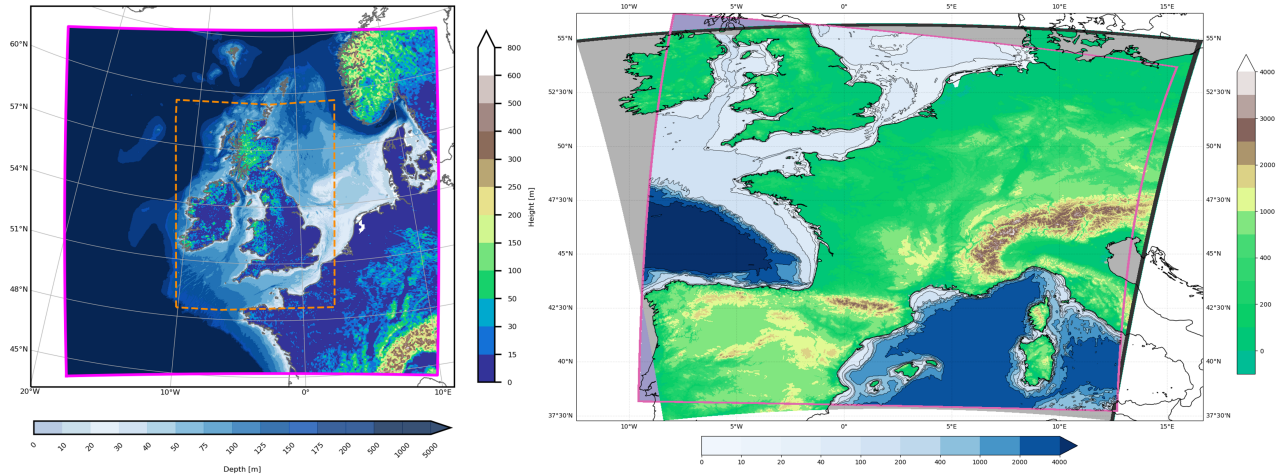 60°N
57°N
54°N
51°N
48°N
45°N
20°W 10°W 0° 10°E
800
600
500
400
300
250
200
150
100
50
30
15
0
Height [m]
0 10 20 30 40 50 75 100 125 150 175 200 500 1000 5000
Depth [m]
10°W 5°W 0° 5°E 10°E 15°E
55°N 55°N
52°30'N 52°30'N
50°N 50°N
47°30'N 47°30'N
45°N 45°N
42°30'N 42°30'N
40°N 40°N
37°30'N 37°30'N
10°W 5°W 0° 5°E 10°E 15°E
4000
3000
2000
1000
400
200
0
0 10 20 40 100 200 400 1000 2000 4000